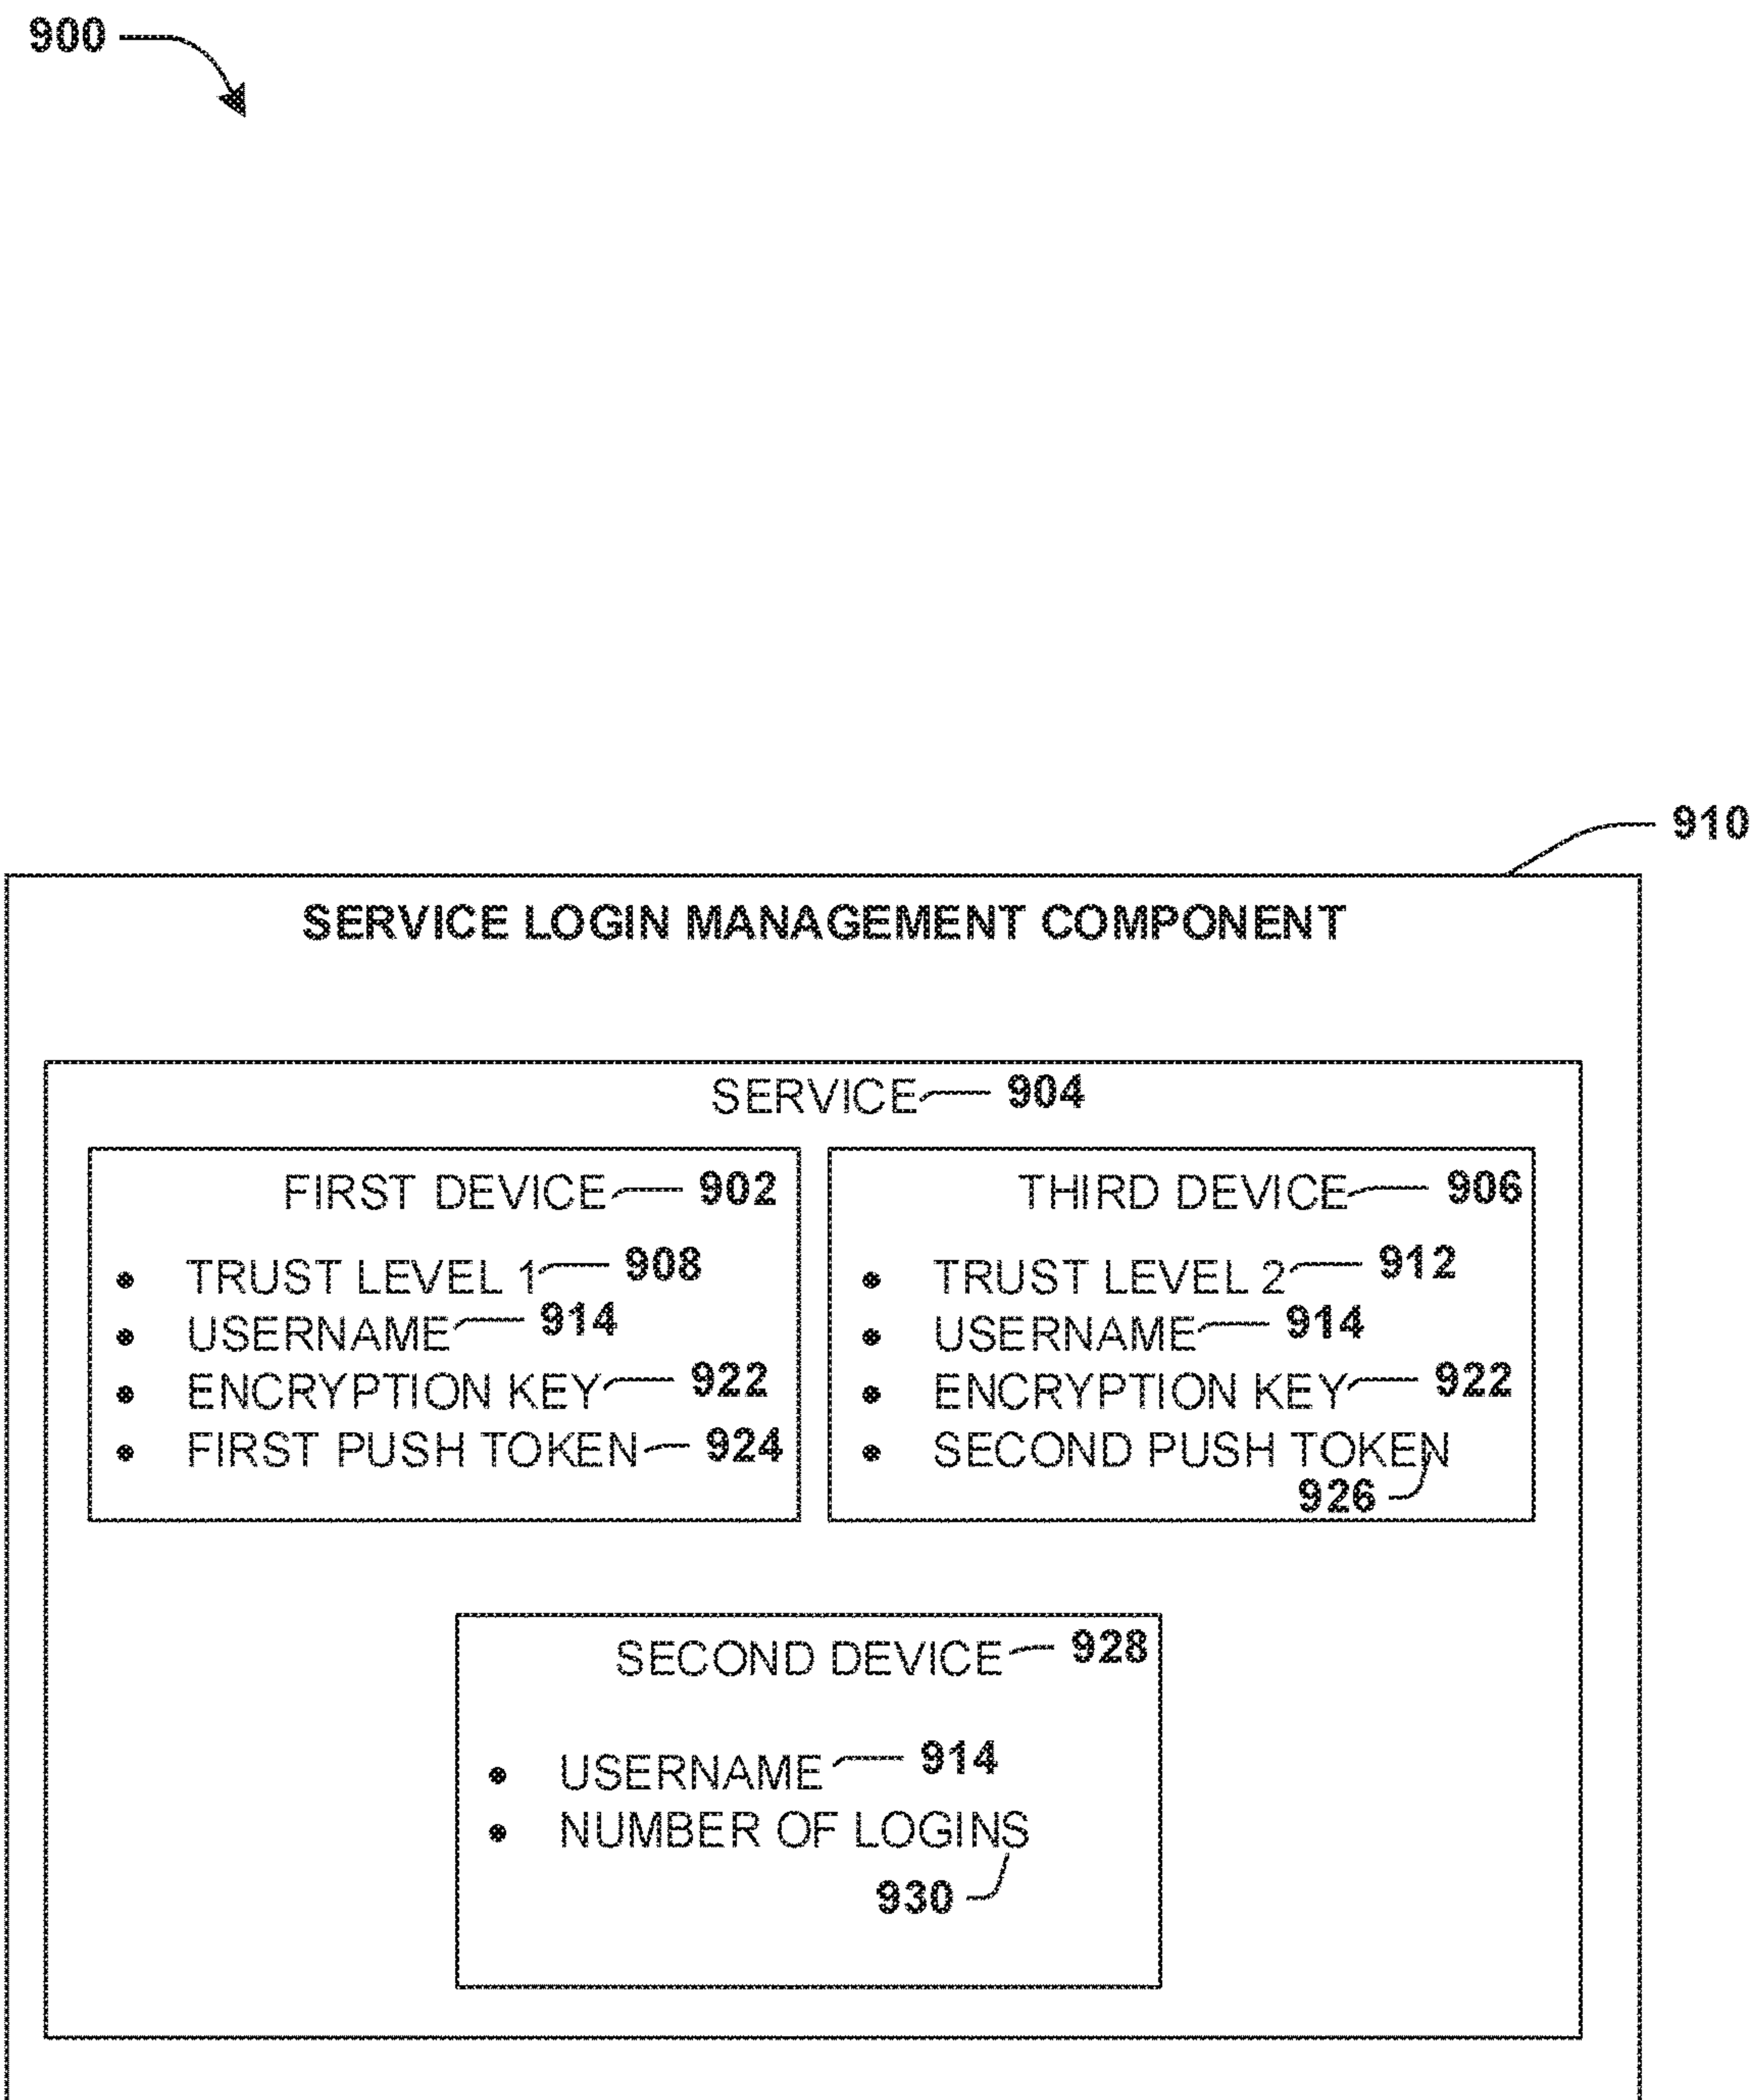 900
910
SERVICE LOGIN MANAGEMENT COMPONENT
SERVICE 904
FIRST DEVICE 902
• TRUST LEVEL 1 908
• USERNAME 914
• ENCRYPTION KEY 922
• FIRST PUSH TOKEN 924
THIRD DEVICE 906
• TRUST LEVEL 2 912
• USERNAME 914
• ENCRYPTION KEY 922
• SECOND PUSH TOKEN
926
SECOND DEVICE 928
• USERNAME 914
• NUMBER OF LOGINS
930